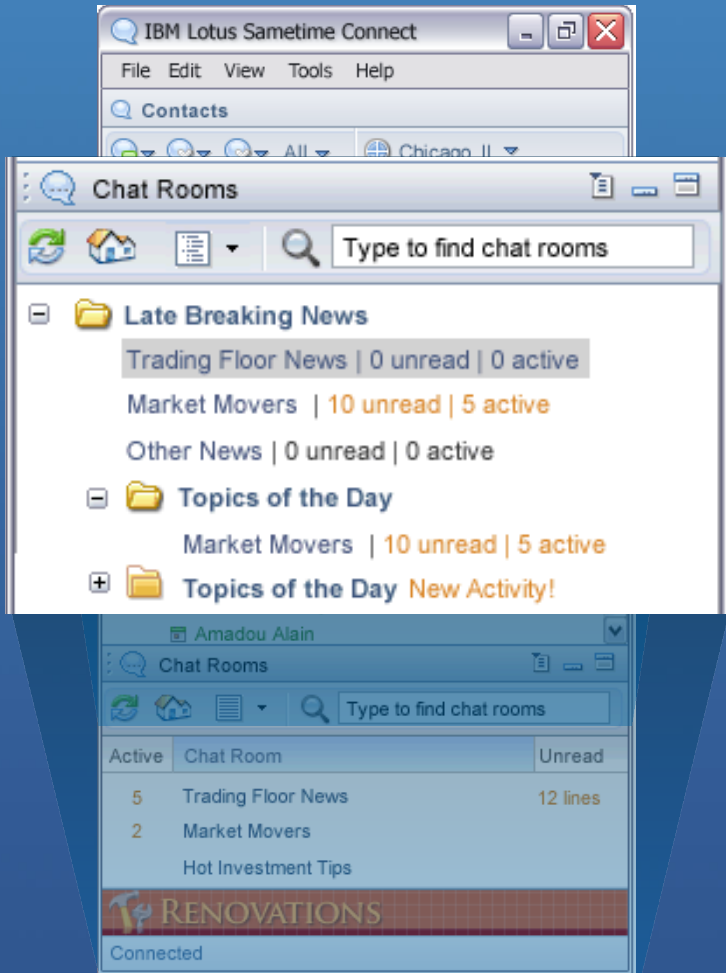 IBM Lotus Sametime Connect
File Edit View Tools Help
Contacts
All Chicago, IL
Chat Rooms
Type to find chat rooms
Late Breaking News
Trading Floor News | 0 unread | 0 active
Market Movers | 10 unread | 5 active
Other News | 0 unread | 0 active
Topics of the Day
Market Movers | 10 unread | 5 active
Topics of the Day New Activity!
Amadou Alain
Chat Rooms
Type to find chat rooms
Active Chat Room Unread
5 Trading Floor News 12 lines
2 Market Movers
Hot Investment Tips
RENOVATIONS
Connected